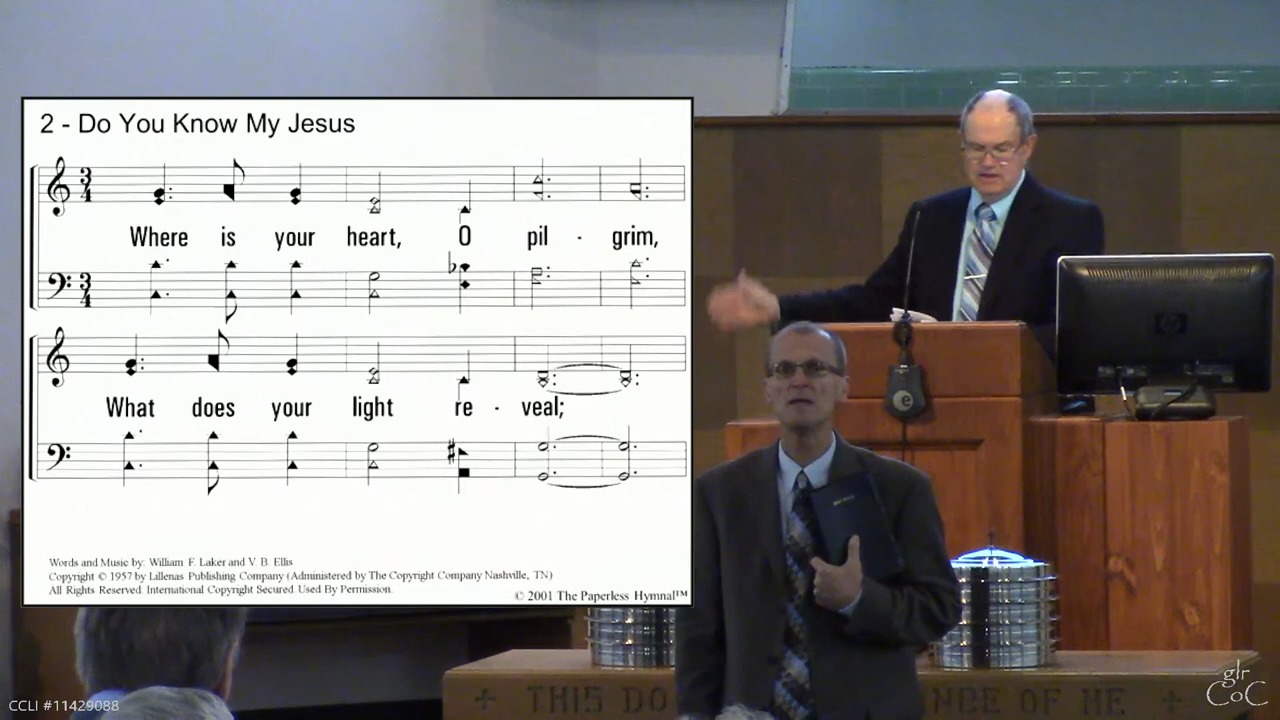 2 - Do You Know My Jesus
Where is your heart, O pil - grim,
What does your light re - veal;
Words and Music by: William F. Laker and V. B. Ellis
Copyright © 1957 by Lillenas Publishing Company (Administered by The Copyright Company Nashville, TN)
All Rights Reserved. International Copyright Secured. Used By Permission.
© 2001 The Paperless Hymnal™
THIS DO
NCE OF ME
CCLI #11429088
glr
CoC